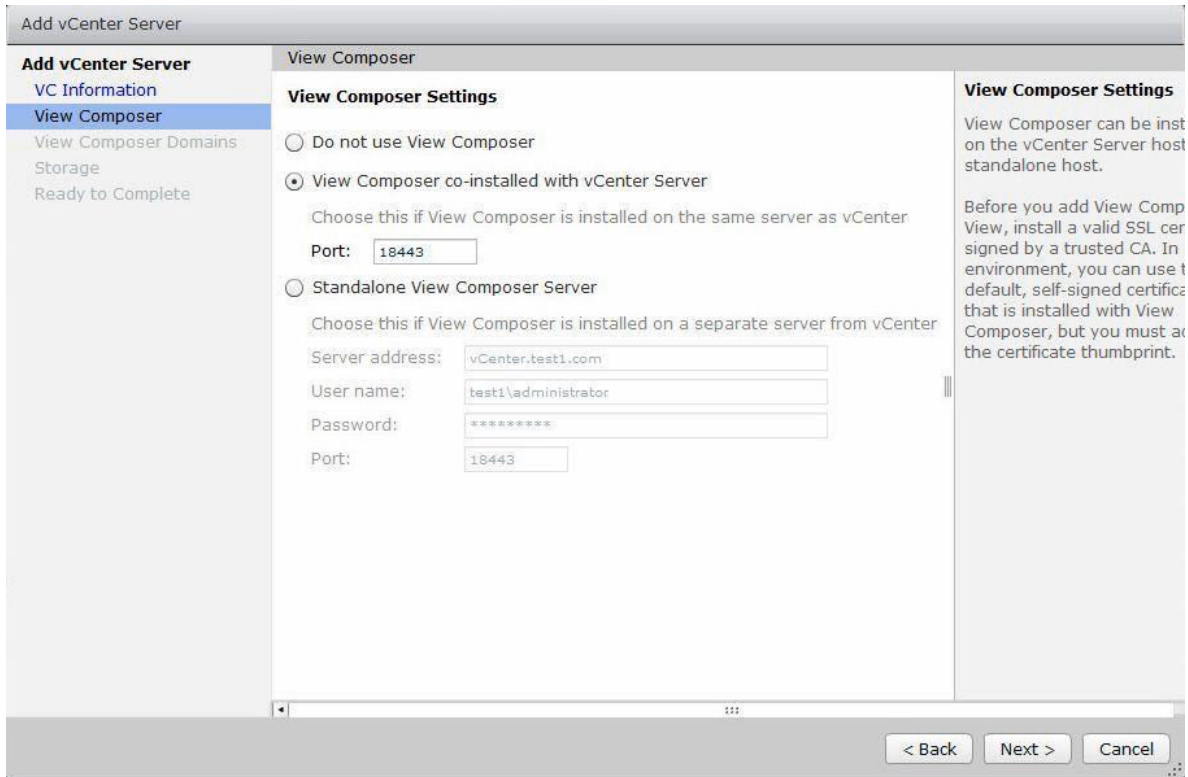 Add vCenter Server
Add vCenter Server
VC Information
View Composer
View Composer Domains
Storage
Ready to Complete
View Composer
View Composer Settings
Do not use View Composer
View Composer co-installed with vCenter Server
Choose this if View Composer is installed on the same server as vCenter
Port: 18443
Standalone View Composer Server
Choose this if View Composer is installed on a separate server from vCenter
Server address: vCenter.test1.com
User name: test1\administrator
Password: *********
Port: 18443
View Composer Settings
View Composer can be inst
on the vCenter Server host
standalone host.
Before you add View Comp
View, install a valid SSL cer
signed by a trusted CA. In
environment, you can use t
default, self-signed certifica
that is installed with View
Composer, but you must ac
the certificate thumbprint.
< Back
Next >
Cancel